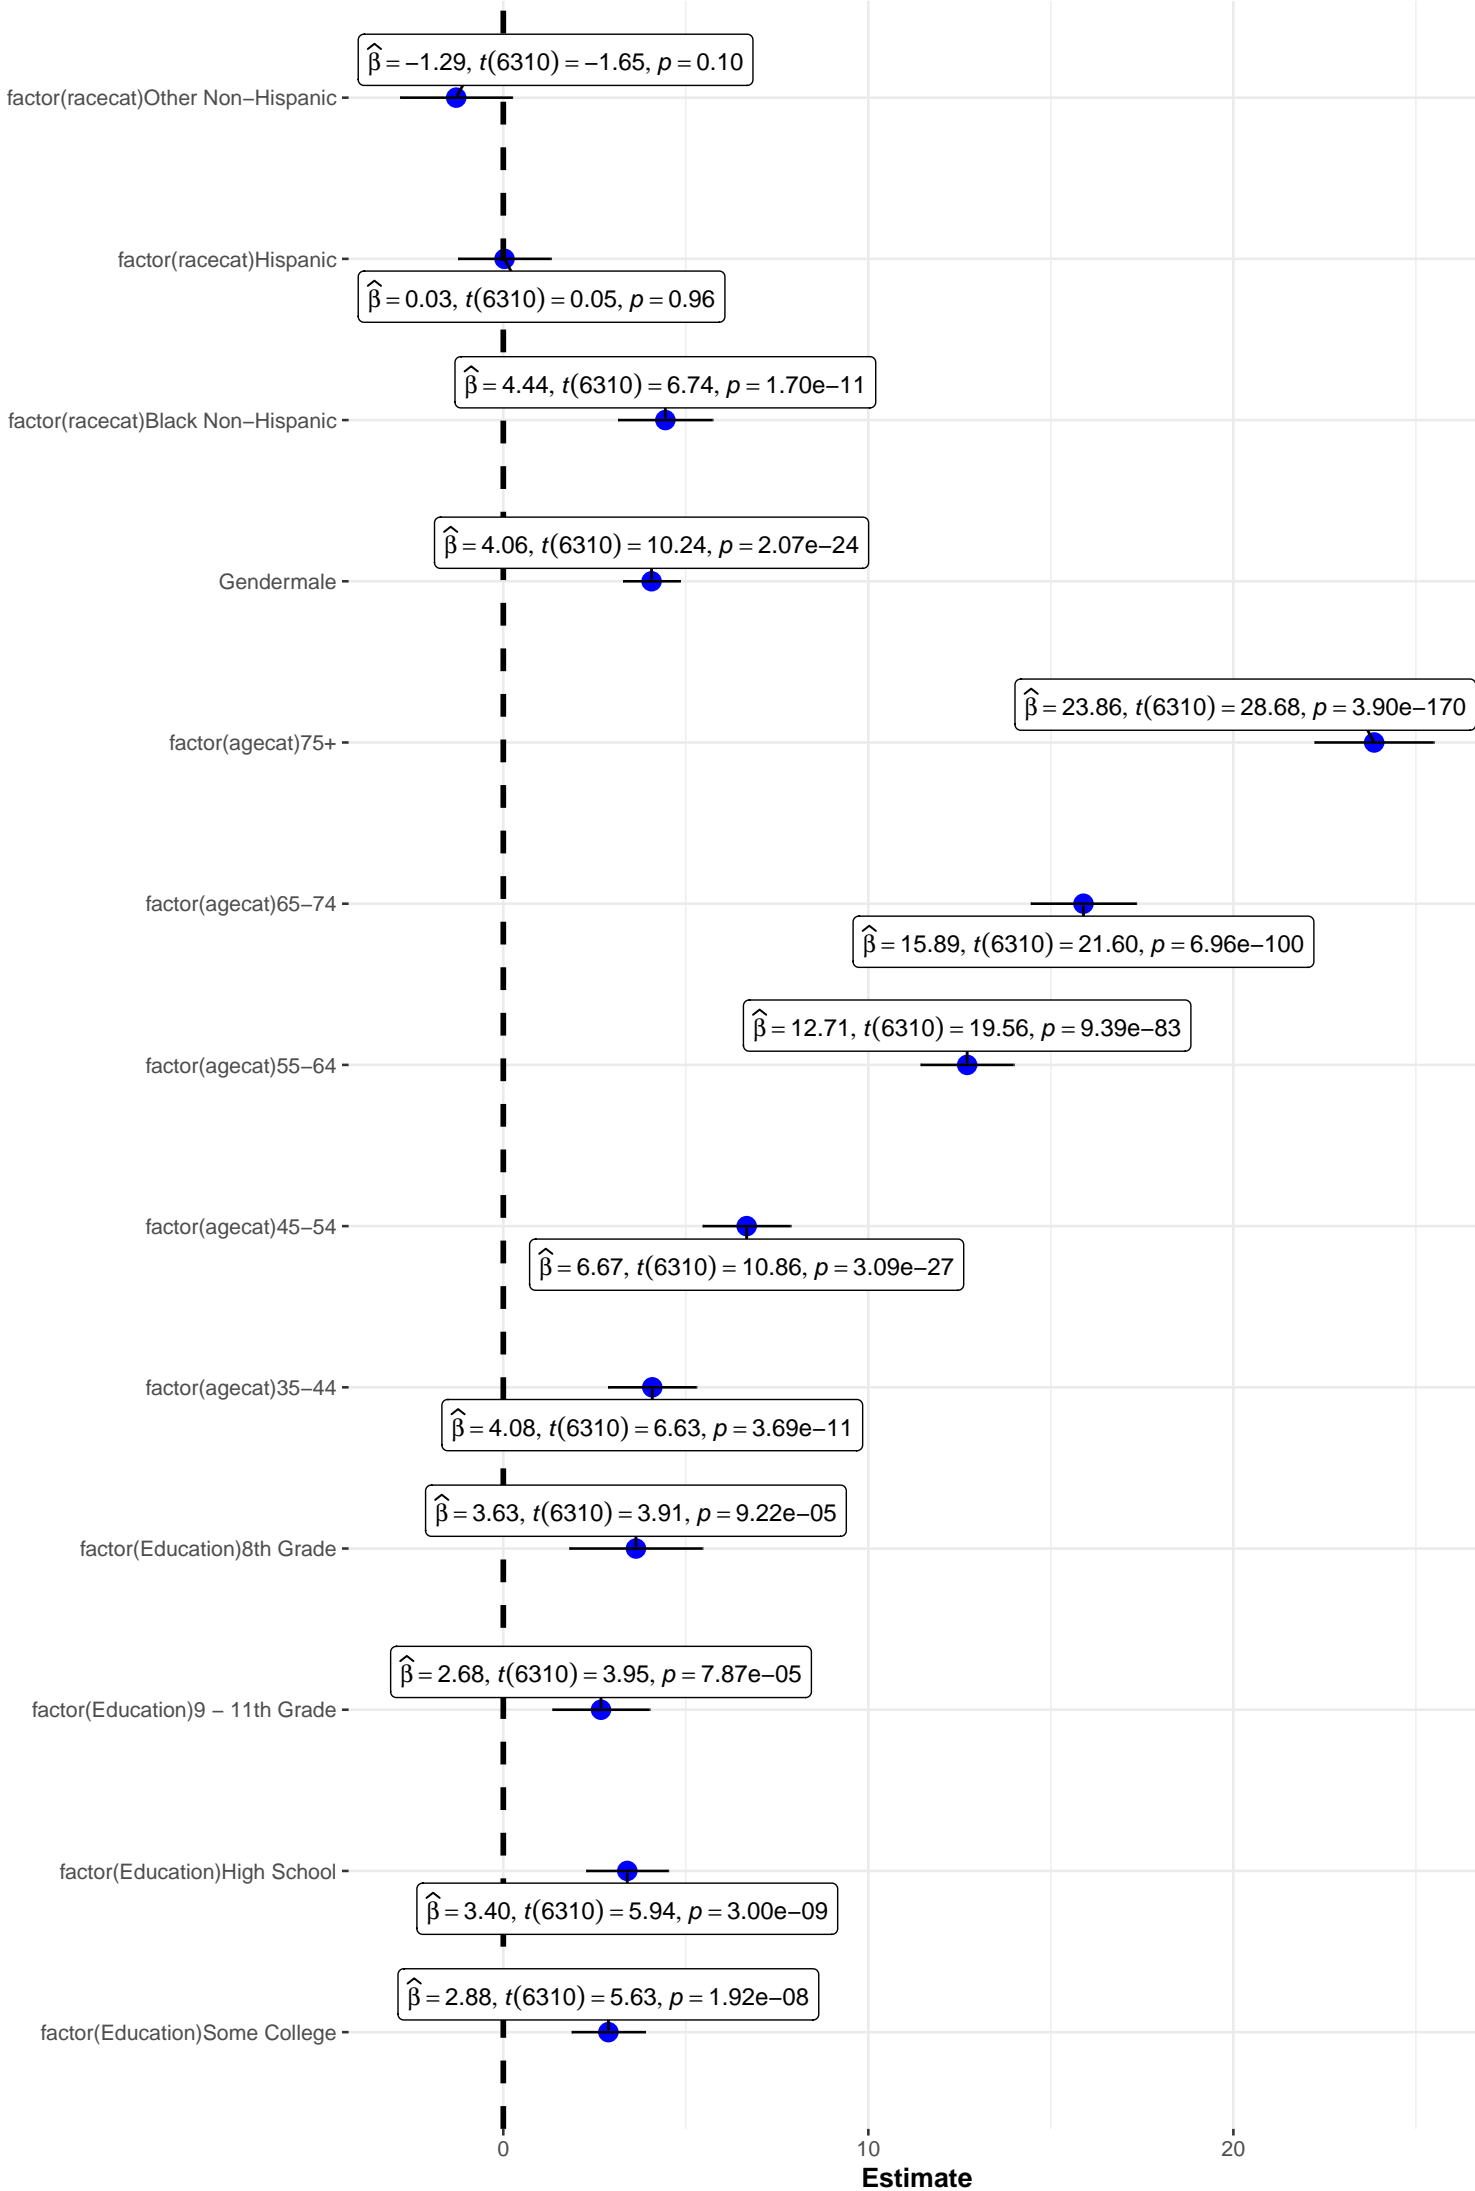 β̂ = −1.29, t(6310) = −1.65, p = 0.10
factor(racecat)Other Non−Hispanic
factor(racecat)Hispanic
β̂ = 0.03, t(6310) = 0.05, p = 0.96
β̂ = 4.44, t(6310) = 6.74, p = 1.70e−11
factor(racecat)Black Non−Hispanic
β̂ = 4.06, t(6310) = 10.24, p = 2.07e−24
Gendermale
β̂ = 23.86, t(6310) = 28.68, p = 3.90e−170
factor(agecat)75+
factor(agecat)65−74
β̂ = 15.89, t(6310) = 21.60, p = 6.96e−100
β̂ = 12.71, t(6310) = 19.56, p = 9.39e−83
factor(agecat)55−64
factor(agecat)45−54
β̂ = 6.67, t(6310) = 10.86, p = 3.09e−27
factor(agecat)35−44
β̂ = 4.08, t(6310) = 6.63, p = 3.69e−11
β̂ = 3.63, t(6310) = 3.91, p = 9.22e−05
factor(Education)8th Grade
β̂ = 2.68, t(6310) = 3.95, p = 7.87e−05
factor(Education)9 − 11th Grade
factor(Education)High School
β̂ = 3.40, t(6310) = 5.94, p = 3.00e−09
β̂ = 2.88, t(6310) = 5.63, p = 1.92e−08
factor(Education)Some College
0 10 20
Estimate